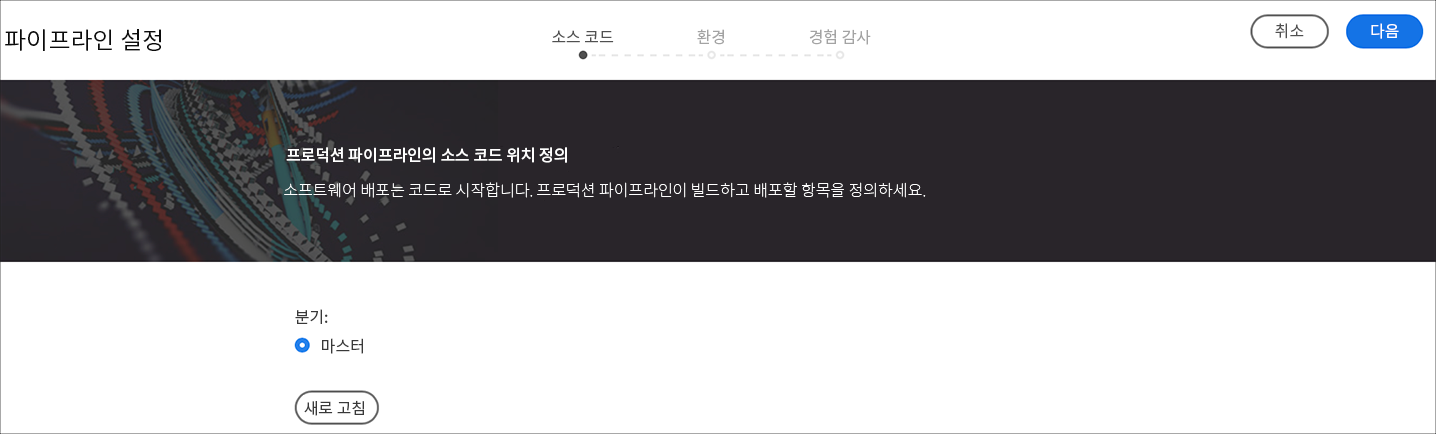 파이프라인 설정
소스 코드
환경
경험 감사
취소
다음
프로덕션 파이프라인의 소스 코드 위치 정의
소프트웨어 배포는 코드로 시작합니다. 프로덕션 파이프라인이 빌드하고 배포할 항목을 정의하세요.
분기:
마스터
새로 고침